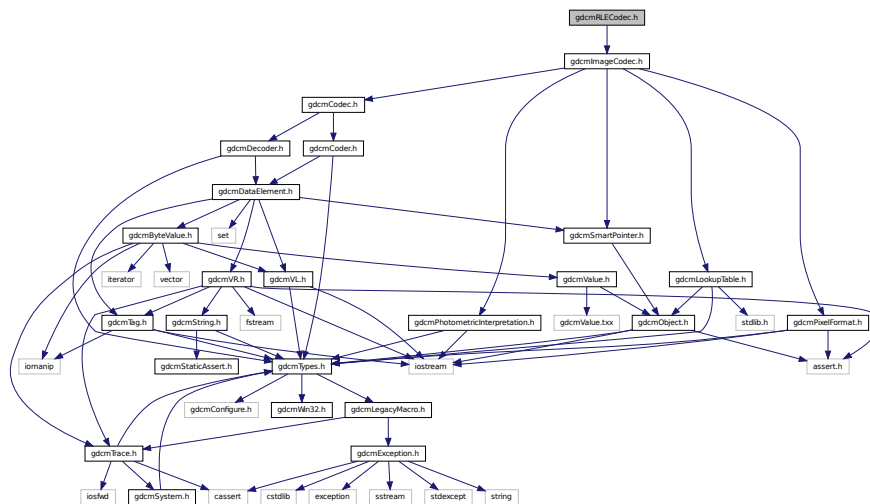 gdcmRLECodec.h
gdcmImageCodec.h
gdcmCodec.h
gdcmDecoder.h
gdcmCoder.h
gdcmDataElement.h
gdcmByteValue.h
set
gdcmSmartPointer.h
iterator
vector
gdcmVR.h
gdcmVL.h
gdcmValue.h
gdcmLookupTable.h
gdcmTag.h
gdcmString.h
fstream
gdcmPhotometricInterpretation.h
gdcmValue.txx
gdcmObject.h
stdlib.h
gdcmPixelFormat.h
iomanip
gdcmStaticAssert.h
gdcmTypes.h
iostream
assert.h
gdcmConfigure.h
gdcmWin32.h
gdcmLegacyMacro.h
gdcmTrace.h
gdcmException.h
iosfwd
gdcmSystem.h
cassert
cstdlib
exception
sstream
stdexcept
string